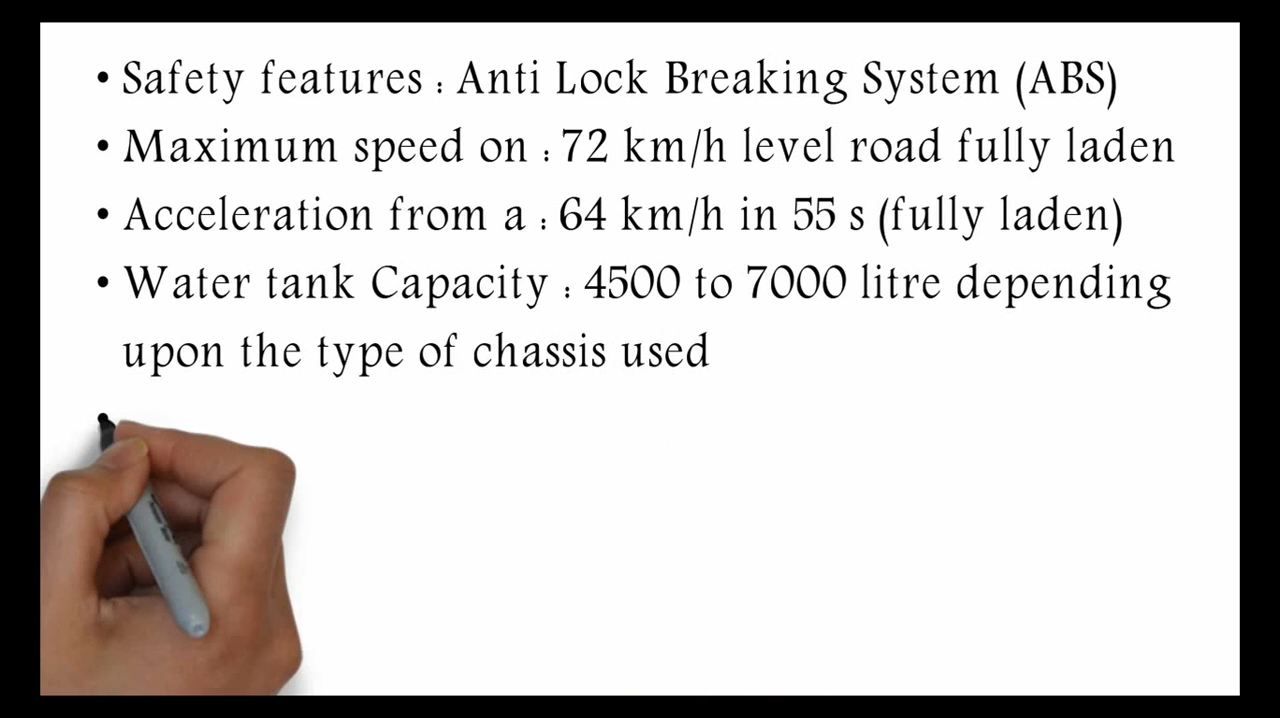 • Safety features : Anti Lock Breaking System (ABS)
• Maximum speed on : 72 km/h level road fully laden
• Acceleration from a : 64 km/h in 55 s (fully laden)
• Water tank Capacity : 4500 to 7000 litre depending
upon the type of chassis used
•